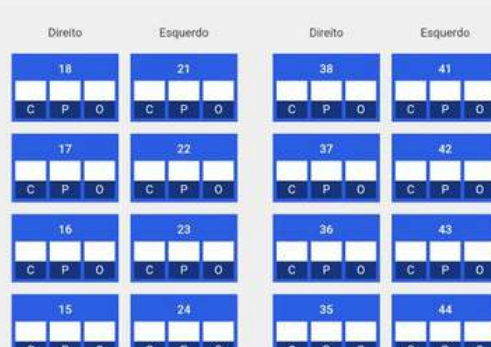 Direito Esquerdo Direito Esquerdo
18 21 38 41
C P O C P O C P O C P O
17 22 37 42
C P O C P O C P O C P O
16 23 36 43
C P O C P O C P O C P O
15 24 35 44